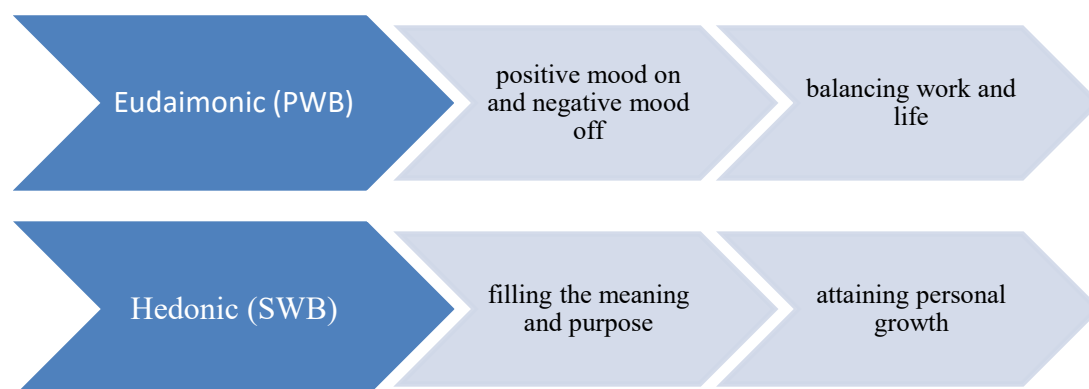 Eudaimonic (PWB)
positive mood on
and negative mood
off
balancing work and
life
Hedonic (SWB)
filling the meaning
and purpose
attaining personal
growth